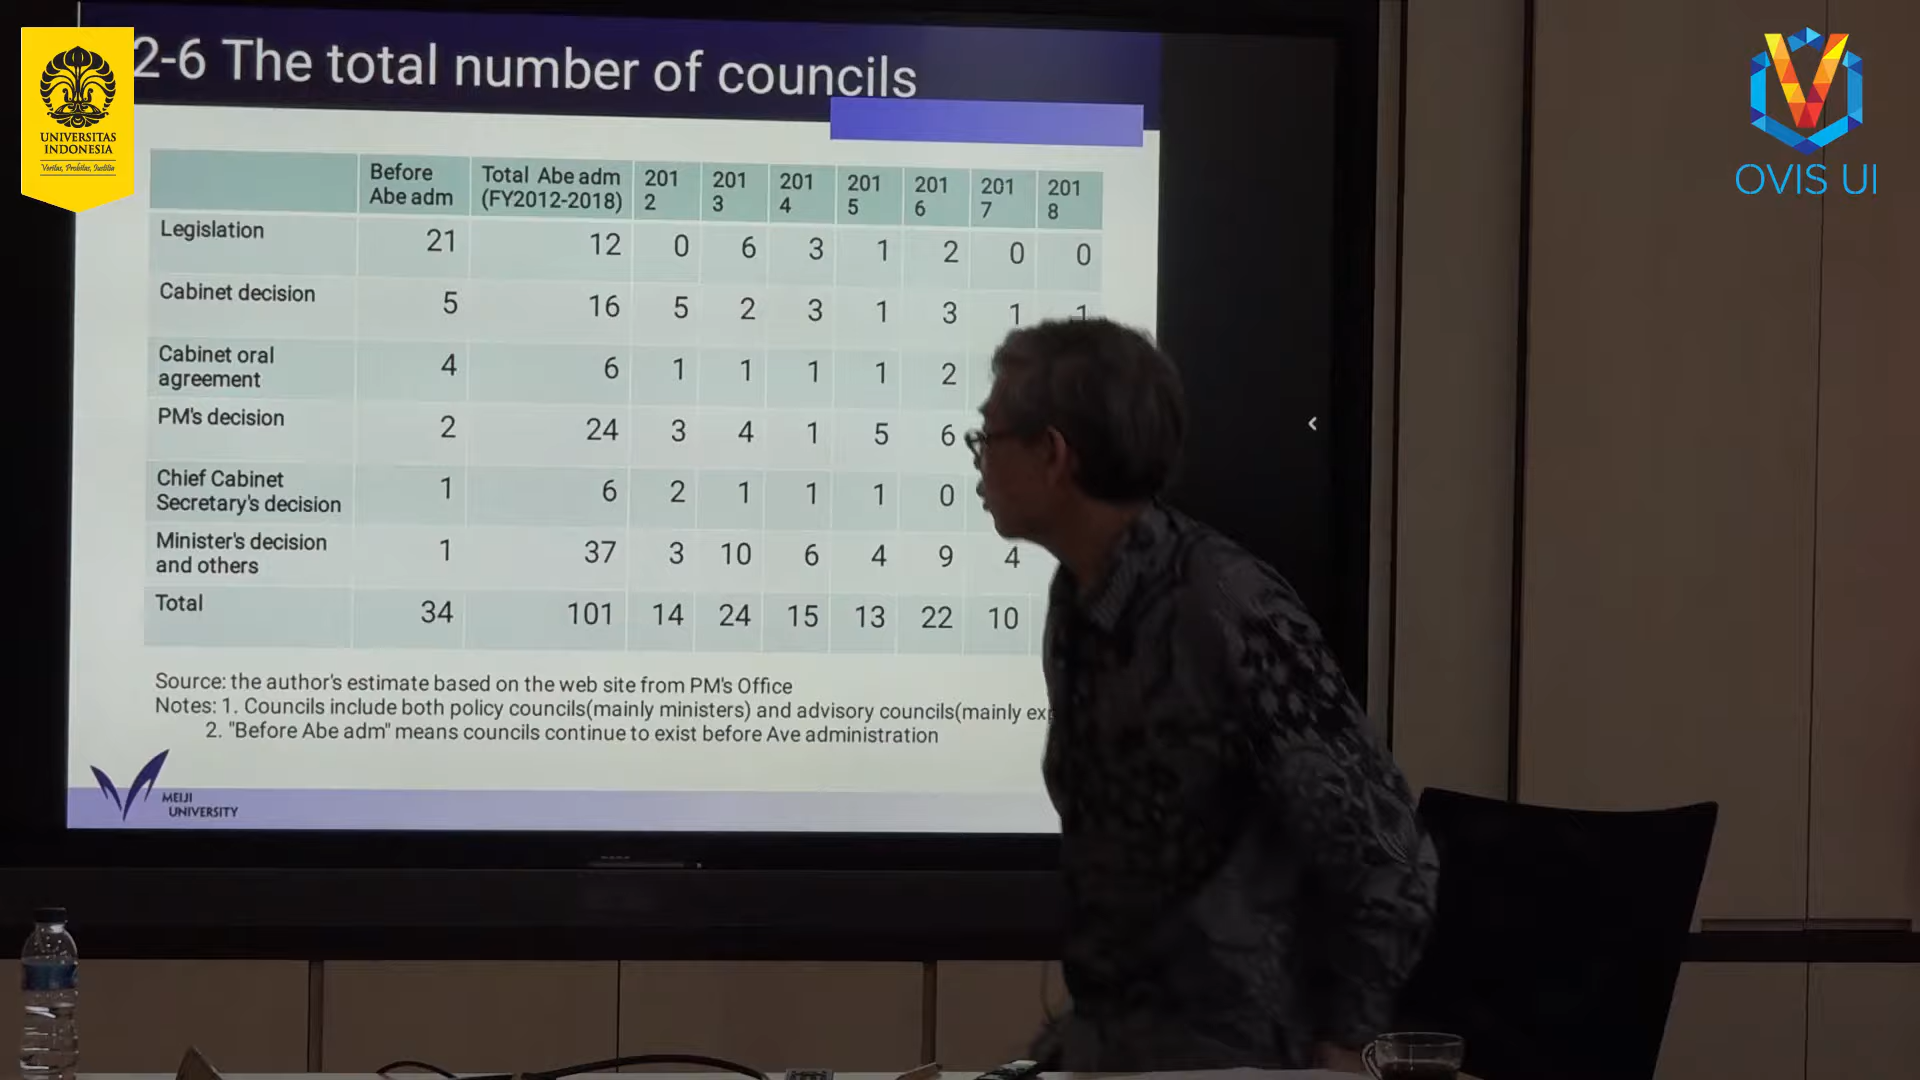 2-6 The total number of councils
UNIVERSITAS
INDONESIA
Veritas, Probitas, Iustitia
OVIS UI
Before Abe adm | Total Abe adm (FY2012-2018) | 2012 | 2013 | 2014 | 2015 | 2016 | 2017 | 2018
Legislation 21 12 0 6 3 1 2 0 0
Cabinet decision 5 16 5 2 3 1 3 1 1
Cabinet oral agreement 4 6 1 1 1 1 2
PM's decision 2 24 3 4 1 5 6
Chief Cabinet Secretary's decision 1 6 2 1 1 1 0
Minister's decision and others 1 37 3 10 6 4 9 4
Total 34 101 14 24 15 13 22 10
Source: the author's estimate based on the web site from PM's Office
Notes: 1. Councils include both policy councils(mainly ministers) and advisory councils(mainly
2. "Before Abe adm" means councils continue to exist before Ave administration
MEIJI
UNIVERSITY